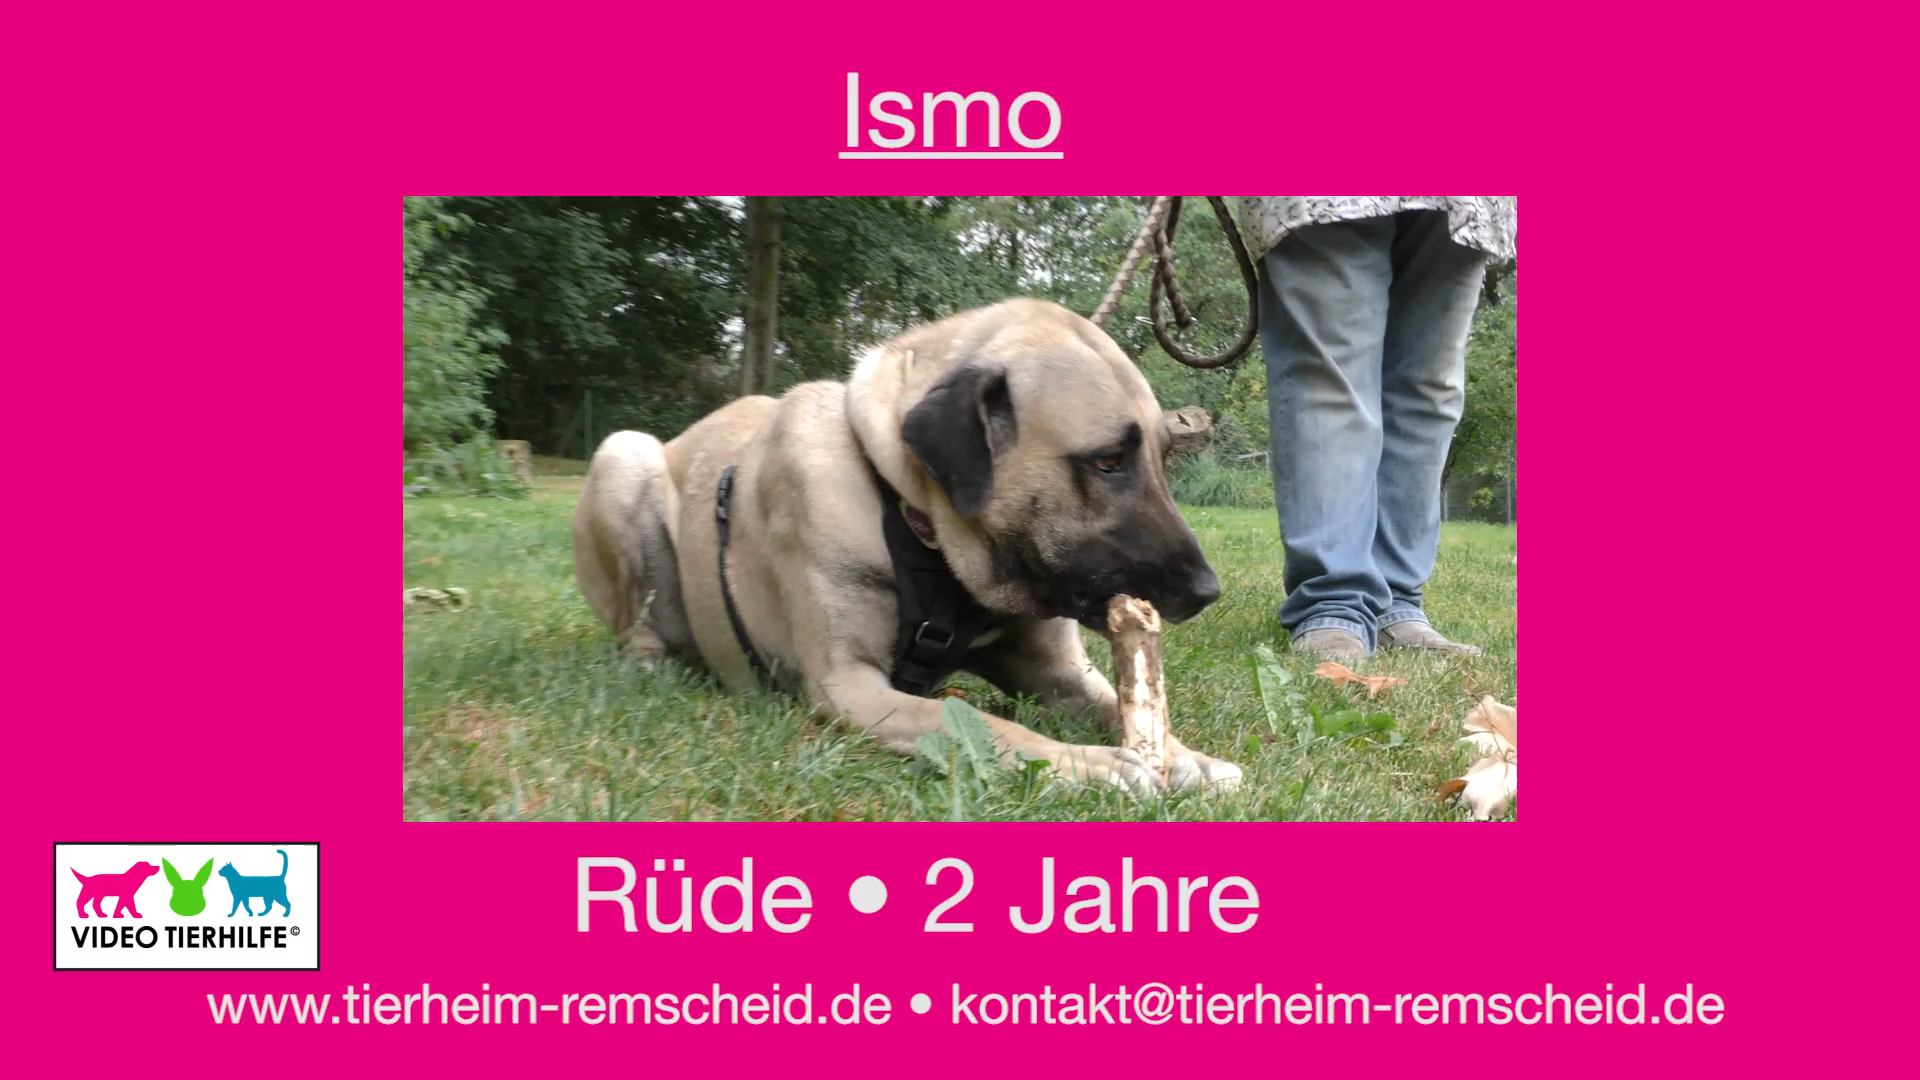 Ismo
Rüde • 2 Jahre
VIDEO TIERHILFE©
www.tierheim-remscheid.de • kontakt@tierheim-remscheid.de